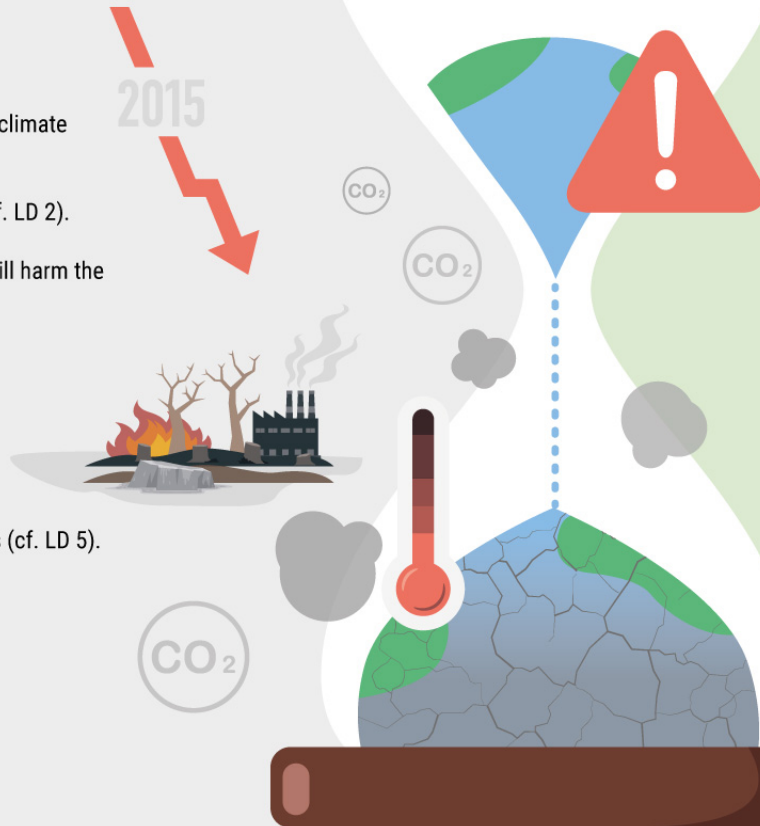 2015
climate
CO₂
f. LD 2).
CO₂
ill harm the
!
(cf. LD 5).
CO₂